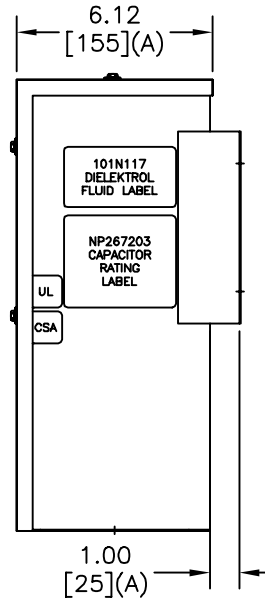 6.12
[155](A)
101N117
DIELEKTROL
FLUID LABEL
NP267203
CAPACITOR
RATING
LABEL
UL
CSA
1.00
[25](A)